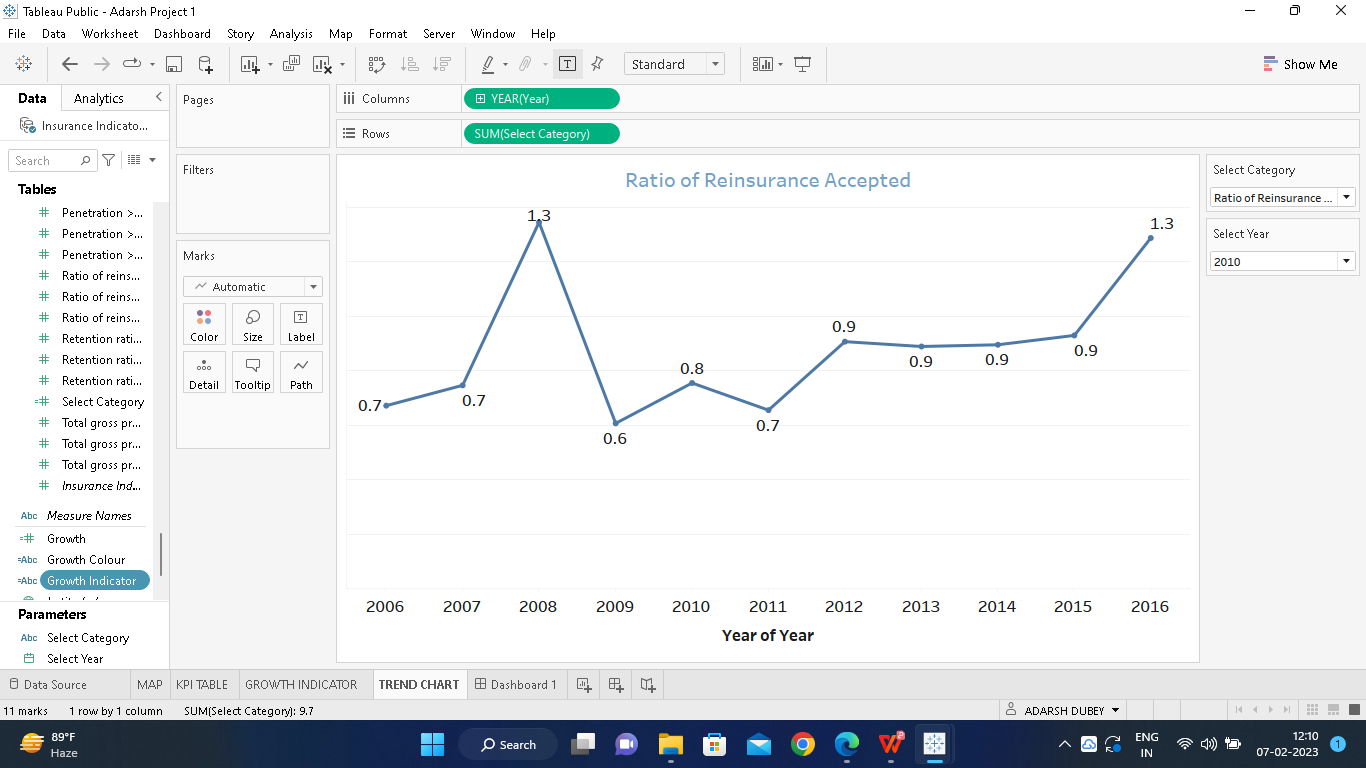 Tableau Public - Adarsh Project 1
File Data Worksheet Dashboard Story Analysis Map Format Server Window Help
Standard
Show Me
Data Analytics
Insurance Indicato...
Search
Tables
Penetration >...
Penetration >...
Penetration >...
Ratio of reins...
Ratio of reins...
Ratio of reins...
Retention rati...
Retention rati...
Retention rati...
Select Category
Total gross pr...
Total gross pr...
Total gross pr...
Insurance Ind...
Abc Measure Names
Growth
=Abc Growth Colour
=Abc Growth Indicator
Parameters
Abc Select Category
Select Year
Pages
Filters
Marks
Automatic
Color Size Label
Detail Tooltip Path
Columns YEAR(Year)
Rows SUM(Select Category)
Ratio of Reinsurance Accepted
0.7
0.7
1.3
0.6
0.8
0.7
0.9
0.9
0.9
0.9
1.3
2006 2007 2008 2009 2010 2011 2012 2013 2014 2015 2016
Year of Year
Select Category
Ratio of Reinsurance ...
Select Year
2010
Data Source MAP KPI TABLE GROWTH INDICATOR TREND CHART Dashboard 1
11 marks 1 row by 1 column SUM(Select Category): 9.7 ADARSH DUBEY
89°F
Haze
Search
ENG
IN
12:10
07-02-2023
1